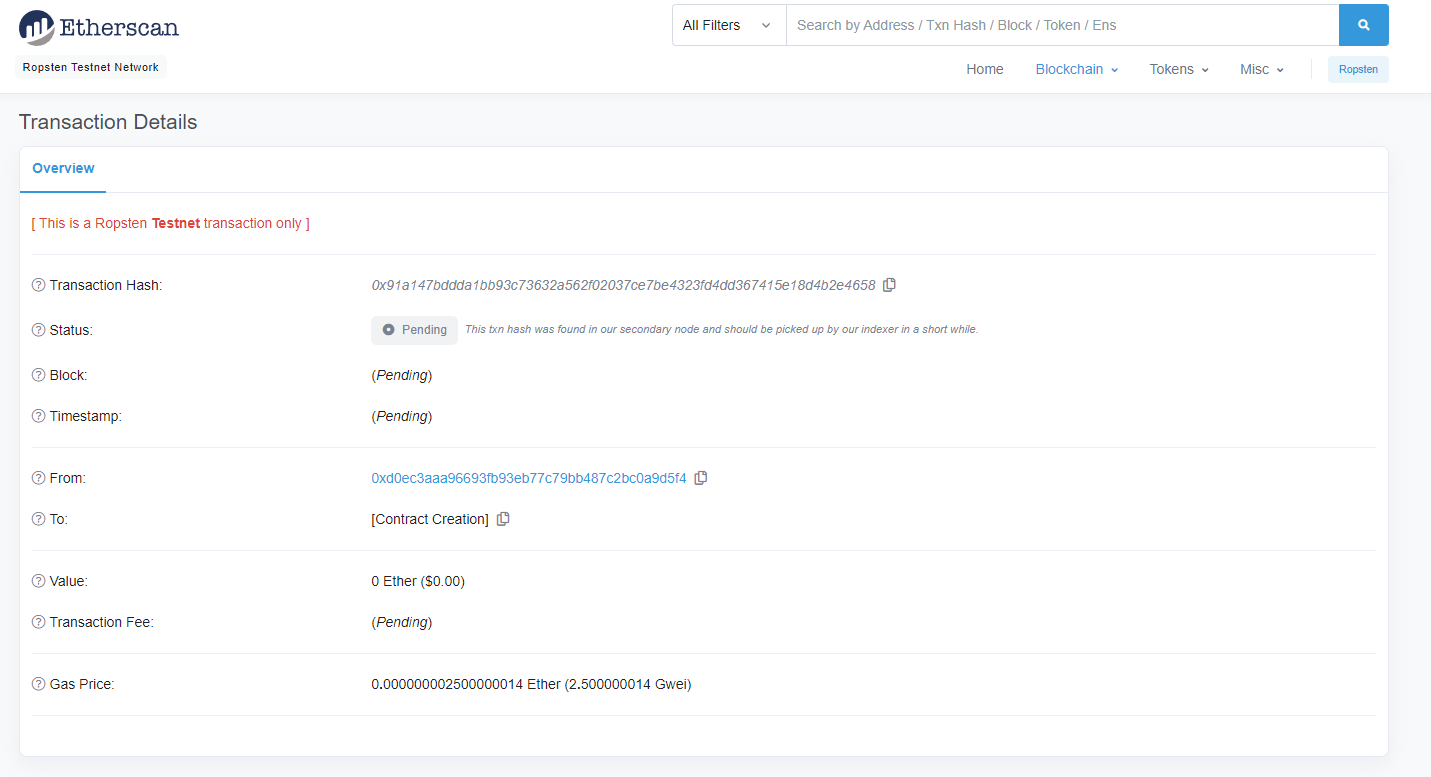 Etherscan
All Filters Search by Address / Txn Hash / Block / Token / Ens
Ropsten Testnet Network
Home Blockchain Tokens Misc Ropsten
Transaction Details
Overview
[ This is a Ropsten Testnet transaction only ]
Transaction Hash: 0x91a147bddda1bb93c73632a562f02037ce7be4323fd4dd367415e18d4b2e4658
Status: Pending This txn hash was found in our secondary node and should be picked up by our indexer in a short while.
Block: (Pending)
Timestamp: (Pending)
From: 0xd0ec3aaa96693fb93eb77c79bb487c2bc0a9d5f4
To: [Contract Creation]
Value: 0 Ether ($0.00)
Transaction Fee: (Pending)
Gas Price: 0.000000002500000014 Ether (2.500000014 Gwei)